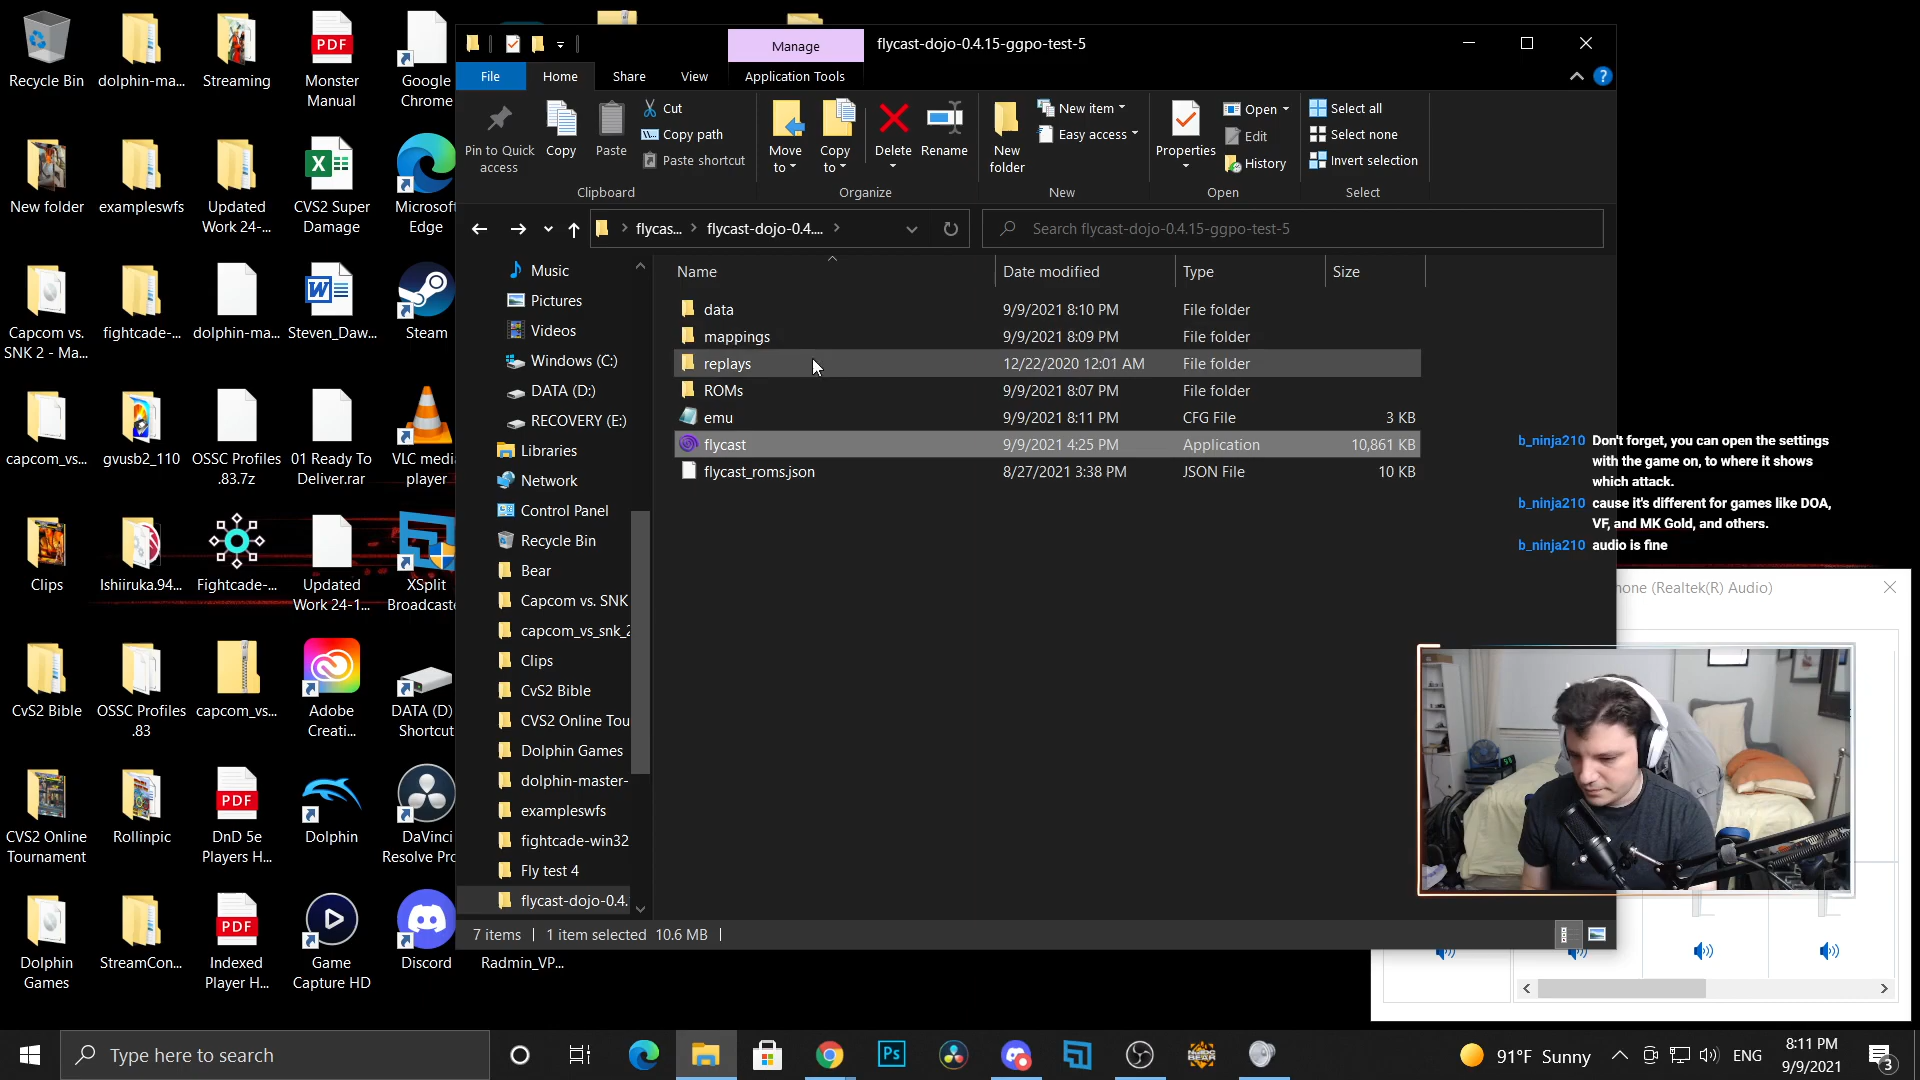 Recycle Bin
dolphin-ma...
Streaming
Monster
Manual
Google
Chrome
New folder
exampleswfs
Updated
Work 24-...
CVS2 Super
Damage
Microsof
Edge
Capcom vs.
SNK 2 - Ma...
fightcade-...
dolphin-ma...
Steven_Daw...
Steam
capcom_vs...
gvusb2_110
OSSC Profiles
.83.7z
01 Ready To
Deliver.rar
VLC medi
player
Clips
Ishiiruka.94...
Fightcade-...
Updated
Work 24-1...
XSplit
Broadcast
CvS2 Bible
OSSC Profiles
.83
capcom_vs...
Adobe
Creati...
DATA (D)
Shortcut
CVS2 Online
Tournament
Rollinpic
DnD 5e
Players H...
Dolphin
DaVinci
Resolve Pro
Dolphin
Games
StreamCon...
Indexed
Player H...
Game
Capture HD
Discord
Radmin_VP...
Manage
flycast-dojo-0.4.15-ggpo-test-5
File
Home
Share
View
Application Tools
Pin to Quick
access
Copy
Paste
Cut
Copy path
Paste shortcut
Clipboard
Move
to
Copy
to
Delete
Rename
Organize
New
folder
New item
Easy access
New
Properties
Open
Edit
History
Open
Select all
Select none
Invert selection
Select
flycas...
flycast-dojo-0.4....
Search flycast-dojo-0.4.15-ggpo-test-5
Music
Pictures
Videos
Windows (C:)
DATA (D:)
RECOVERY (E:)
Libraries
Network
Control Panel
Recycle Bin
Bear
Capcom vs. SNK
capcom_vs_snk_2
Clips
CvS2 Bible
CVS2 Online Tou
Dolphin Games
dolphin-master-
exampleswfs
fightcade-win32
Fly test 4
flycast-dojo-0.4.
Name Date modified Type Size
data 9/9/2021 8:10 PM File folder
mappings 9/9/2021 8:09 PM File folder
replays 12/22/2020 12:01 AM File folder
ROMs 9/9/2021 8:07 PM File folder
emu 9/9/2021 8:11 PM CFG File 3 KB
flycast 9/9/2021 4:25 PM Application 10,861 KB
flycast_roms.json 8/27/2021 3:38 PM JSON File 10 KB
7 items 1 item selected 10.6 MB
b_ninja210 Don't forget, you can open the settings
with the game on, to where it shows
which attack.
b_ninja210 cause it's different for games like DOA,
VF, and MK Gold, and others.
b_ninja210 audio is fine
hone (Realtek(R) Audio)
Type here to search
Ps
91°F Sunny
ENG
8:11 PM
9/9/2021
3